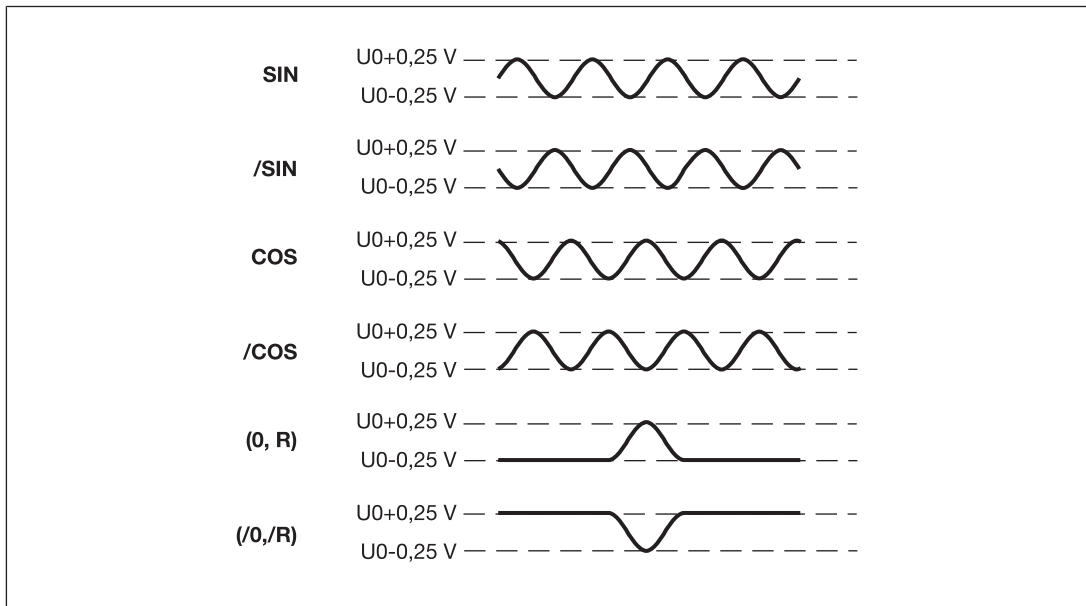 U0+0,25 V
SIN
U0-0,25 V
U0+0,25 V
/SIN
U0-0,25 V
U0+0,25 V
COS
U0-0,25 V
U0+0,25 V
/COS
U0-0,25 V
U0+0,25 V
(0, R)
U0-0,25 V
U0+0,25 V
(/0,/R)
U0-0,25 V